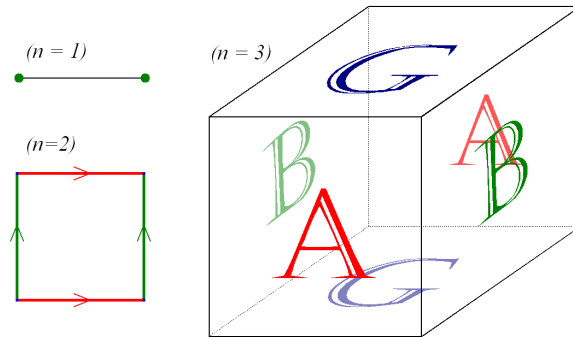 (n = 1)
(n = 3)
G
(n=2)
B
A
B
A
G